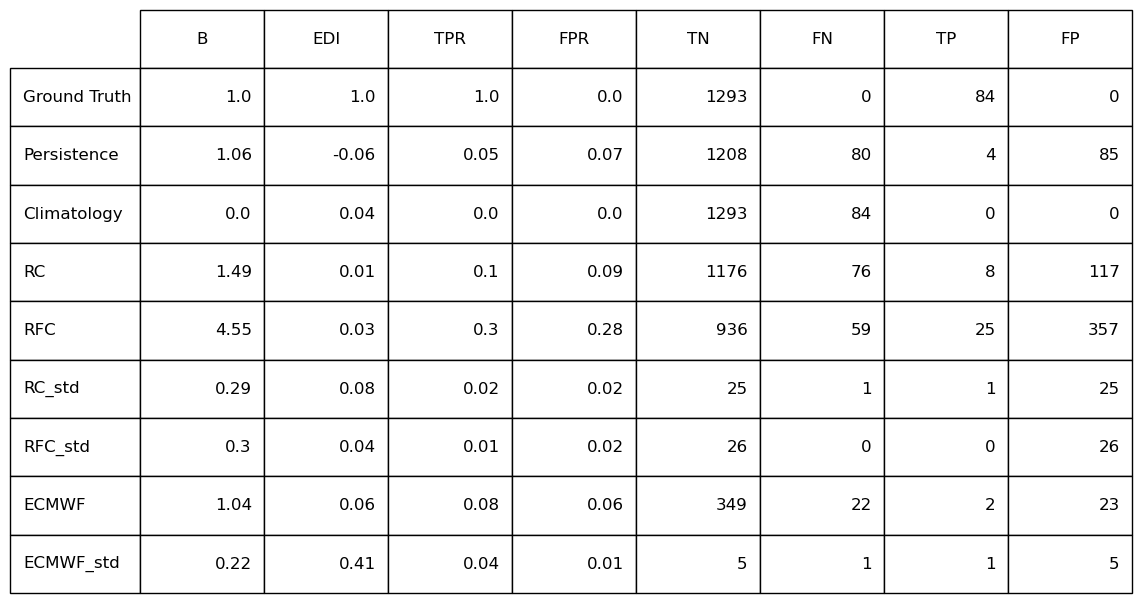 B EDI TPR FPR TN FN TP FP
Ground Truth 1.0 1.0 1.0 0.0 1293 0 84 0
Persistence 1.06 -0.06 0.05 0.07 1208 80 4 85
Climatology 0.0 0.04 0.0 0.0 1293 84 0 0
RC 1.49 0.01 0.1 0.09 1176 76 8 117
RFC 4.55 0.03 0.3 0.28 936 59 25 357
RC_std 0.29 0.08 0.02 0.02 25 1 1 25
RFC_std 0.3 0.04 0.01 0.02 26 0 0 26
ECMWF 1.04 0.06 0.08 0.06 349 22 2 23
ECMWF_std 0.22 0.41 0.04 0.01 5 1 1 5